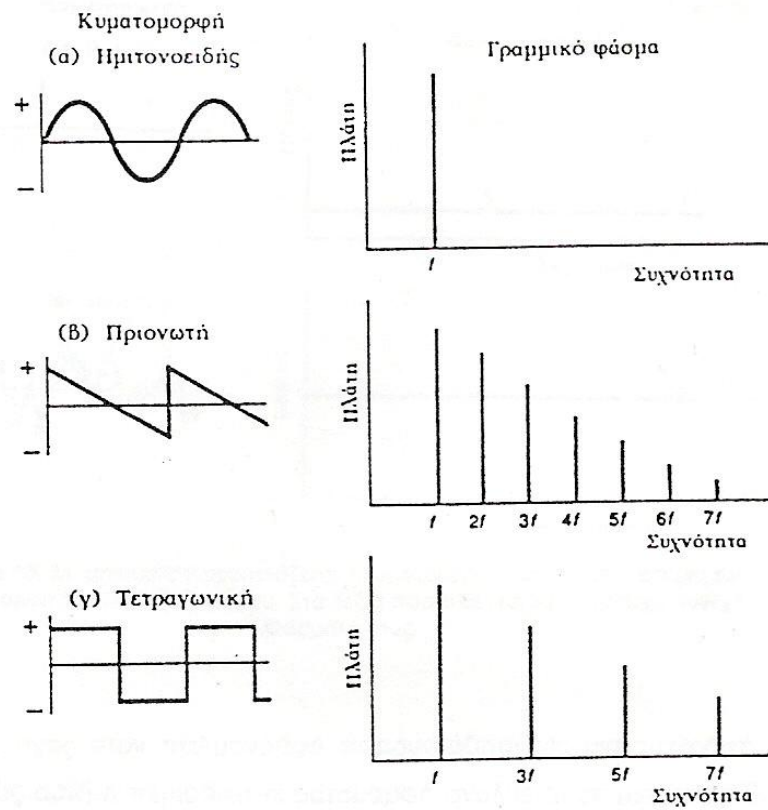 Κυματομορφή
(α) Ημιτονοειδής
Γραμμικό φάσμα
+
−
Πλάτη
f
Συχνότητα
(β) Πριονωτή
+
−
Πλάτη
f 2f 3f 4f 5f 6f 7f
Συχνότητα
(γ) Τετραγωνική
+
−
Πλάτη
f 3f 5f 7f
Συχνότητα